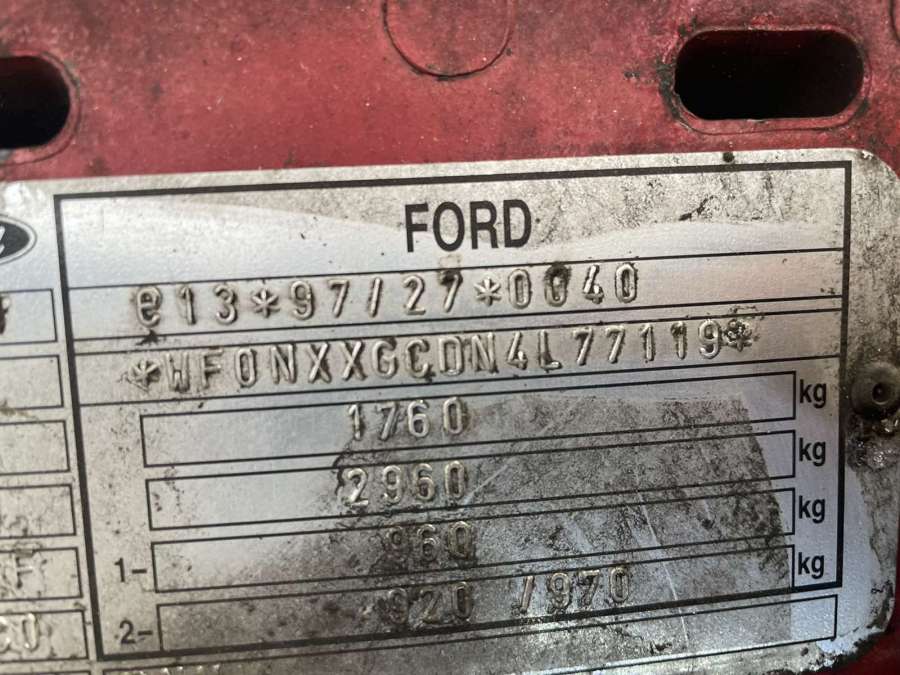 FORD
e13*97/27*0040
*WF0NXXGCDN4L77119*
1760 kg
2960 kg
1- 960 kg
2- 920 /970 kg